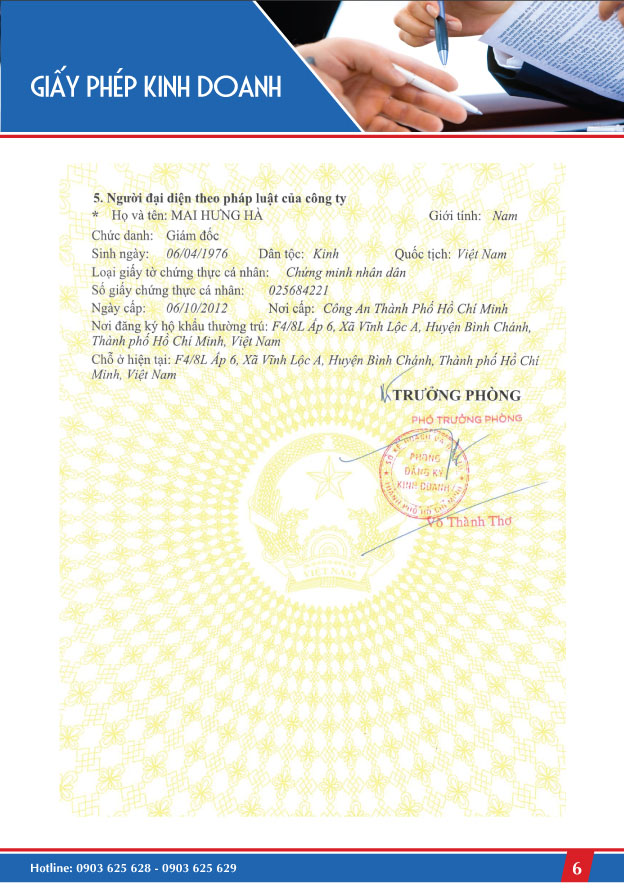 GIẤY PHÉP KINH DOANH
5. Người đại diện theo pháp luật của công ty
* Họ và tên: MAI HƯNG HÀ Giới tính: Nam
Chức danh: Giám đốc
Sinh ngày: 06/04/1976 Dân tộc: Kinh Quốc tịch: Việt Nam
Loại giấy tờ chứng thực cá nhân: Chứng minh nhân dân
Số giấy chứng thực cá nhân: 025684221
Ngày cấp: 06/10/2012 Nơi cấp: Công An Thành Phố Hồ Chí Minh
Nơi đăng ký hộ khẩu thường trú: F4/8L Ấp 6, Xã Vĩnh Lộc A, Huyện Bình Chánh,
Thành phố Hồ Chí Minh, Việt Nam
Chỗ ở hiện tại: F4/8L Ấp 6, Xã Vĩnh Lộc A, Huyện Bình Chánh, Thành phố Hồ Chí
Minh, Việt Nam
TRƯỞNG PHÒNG
PHÓ TRƯỞNG PHÒNG
PHÒNG
ĐĂNG KÝ
KINH DOANH
THÀNH PHỐ HỒ CHÍ MINH
Võ Thành Thơ
VIỆT NAM
Hotline: 0903 625 628 - 0903 625 629
6